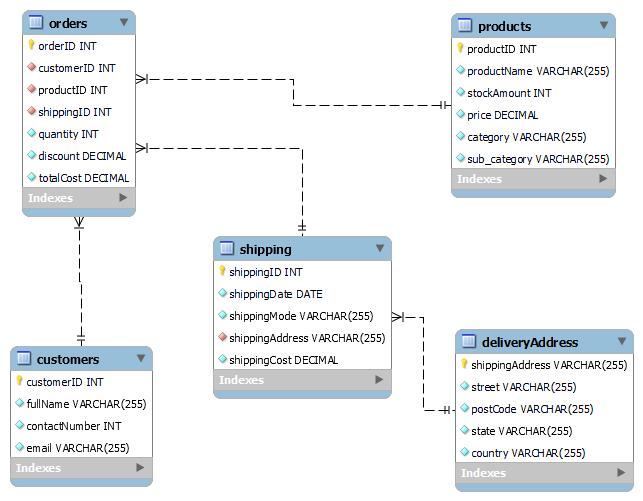 orders
orderID INT
customerID INT
productID INT
shippingID INT
quantity INT
discount DECIMAL
totalCost DECIMAL
Indexes
products
productID INT
productName VARCHAR(255)
stockAmount INT
price DECIMAL
category VARCHAR(255)
sub_category VARCHAR(255)
Indexes
shipping
shippingID INT
shippingDate DATE
shippingMode VARCHAR(255)
shippingAddress VARCHAR(255)
shippingCost DECIMAL
Indexes
customers
customerID INT
fullName VARCHAR(255)
contactNumber INT
email VARCHAR(255)
Indexes
deliveryAddress
shippingAddress VARCHAR(255)
street VARCHAR(255)
postCode VARCHAR(255)
state VARCHAR(255)
country VARCHAR(255)
Indexes